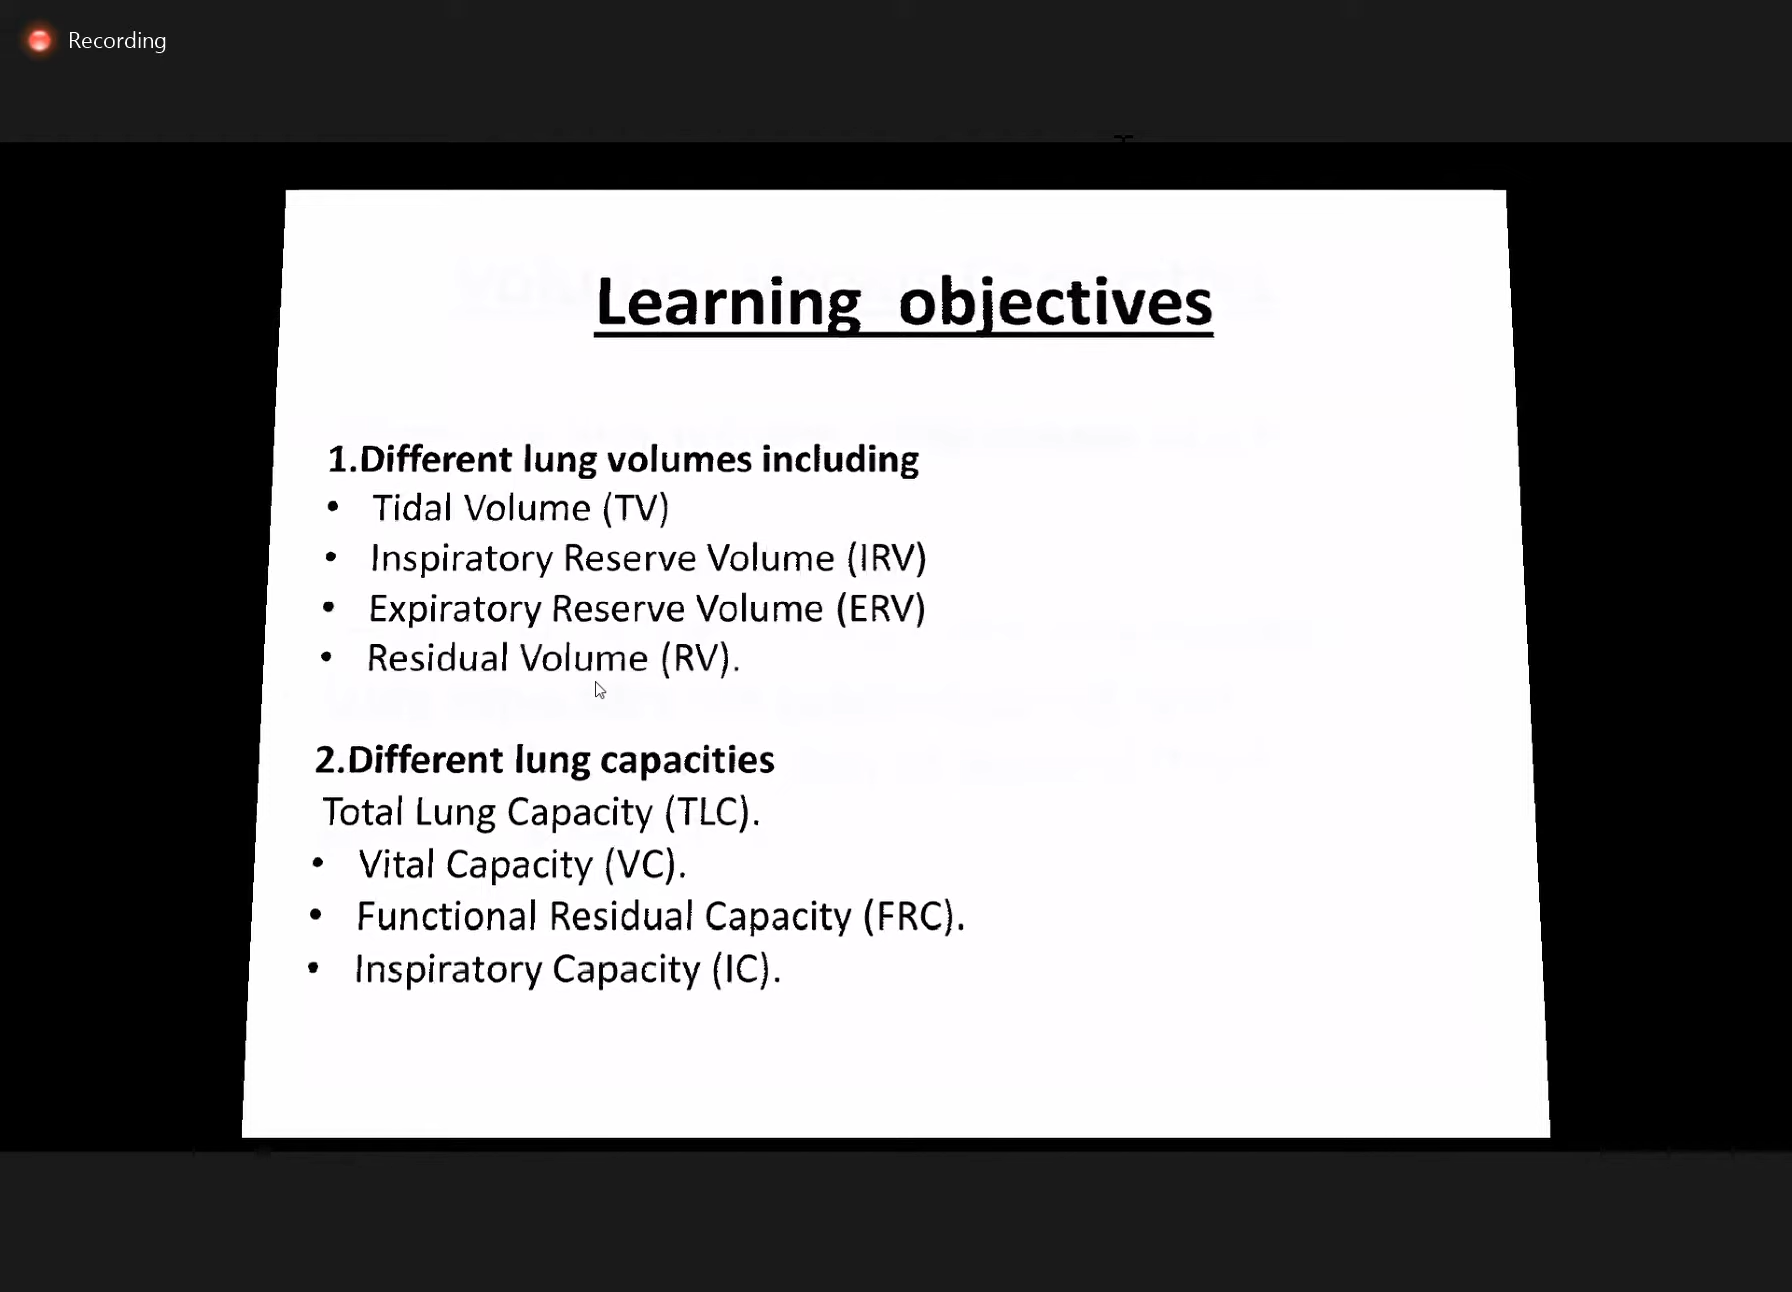 Recording
Learning objectives
1.Different lung volumes including
• Tidal Volume (TV)
• Inspiratory Reserve Volume (IRV)
• Expiratory Reserve Volume (ERV)
• Residual Volume (RV).
2.Different lung capacities
Total Lung Capacity (TLC).
• Vital Capacity (VC).
• Functional Residual Capacity (FRC).
• Inspiratory Capacity (IC).